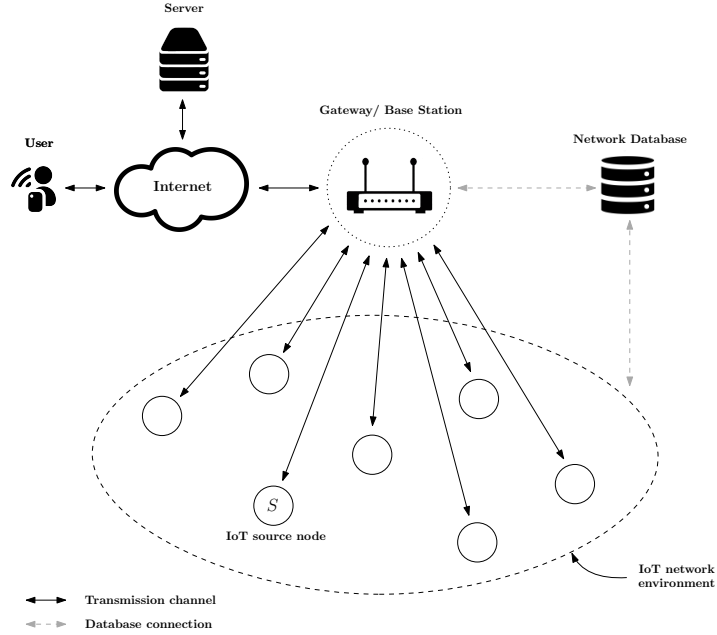 Server
Gateway/ Base Station
User
Network Database
Internet
S
IoT source node
IoT network
environment
Transmission channel
Database connection